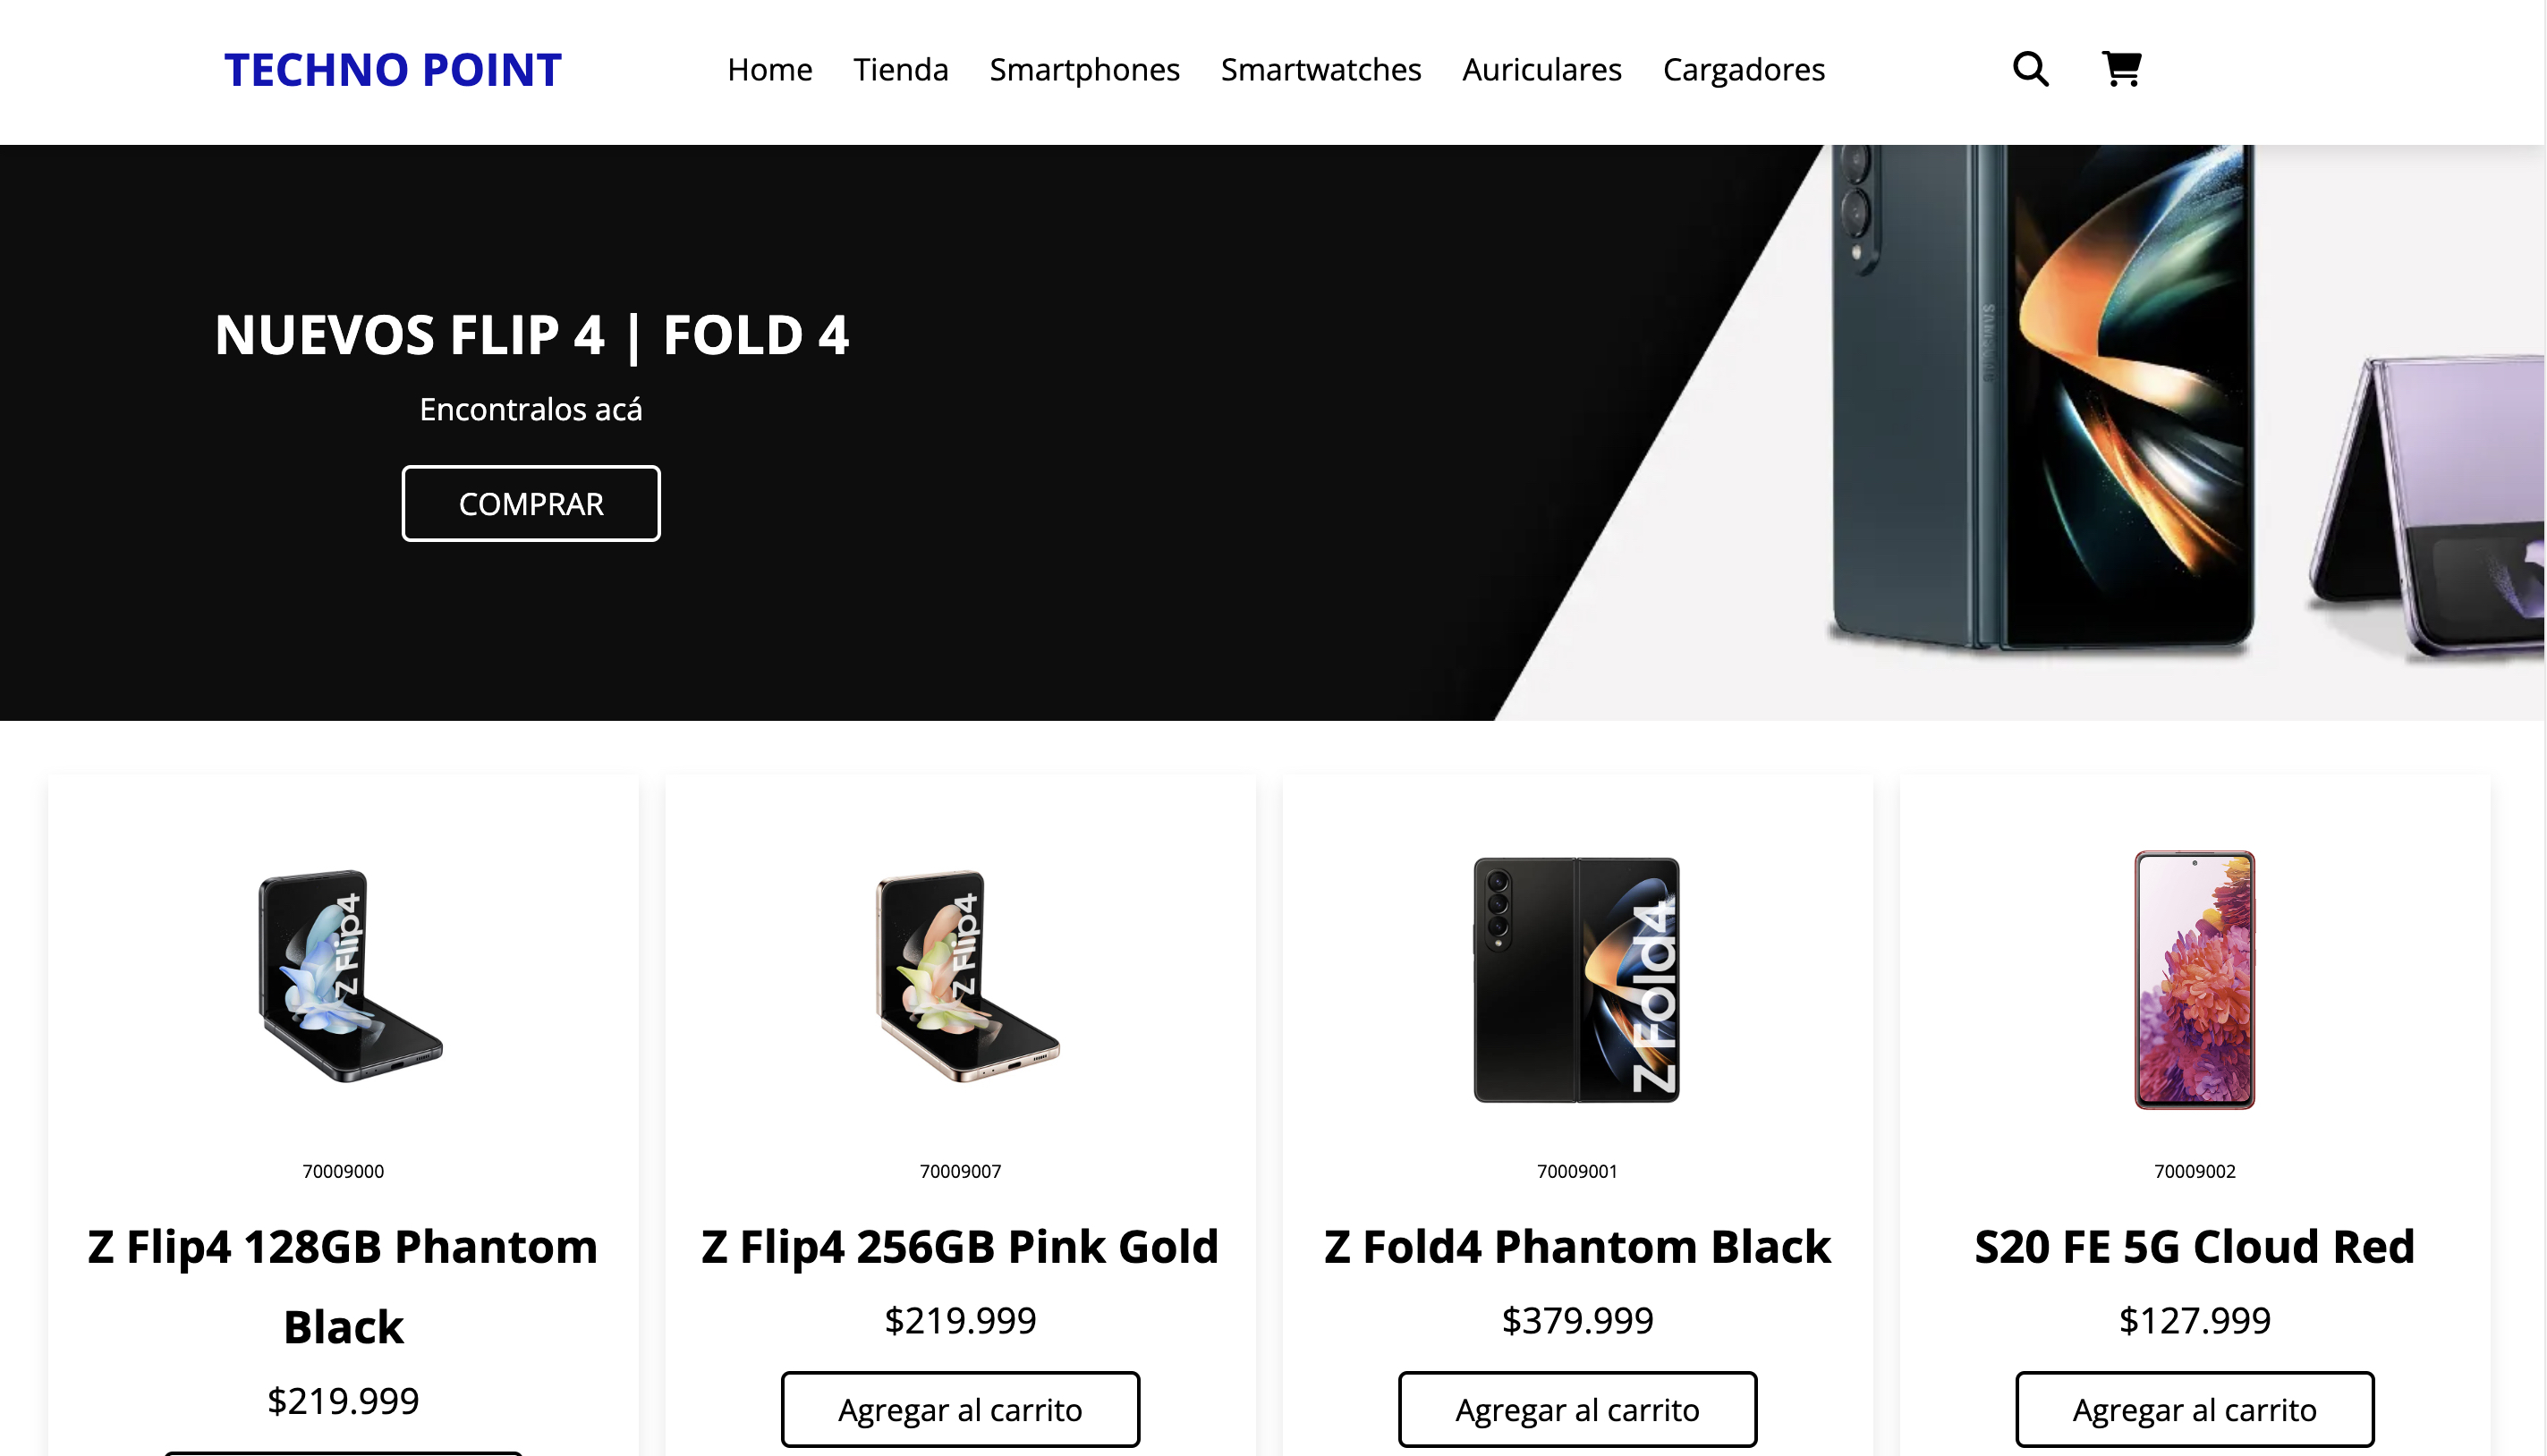 TECHNO POINT
Home Tienda Smartphones Smartwatches Auriculares Cargadores
NUEVOS FLIP 4 | FOLD 4
Encontralos acá
COMPRAR
SAMSUNG
Z Flip4
Z Flip4
Z Fold4
70009000
Z Flip4 128GB Phantom
Black
$219.999
70009007
Z Flip4 256GB Pink Gold
$219.999
Agregar al carrito
70009001
Z Fold4 Phantom Black
$379.999
Agregar al carrito
70009002
S20 FE 5G Cloud Red
$127.999
Agregar al carrito